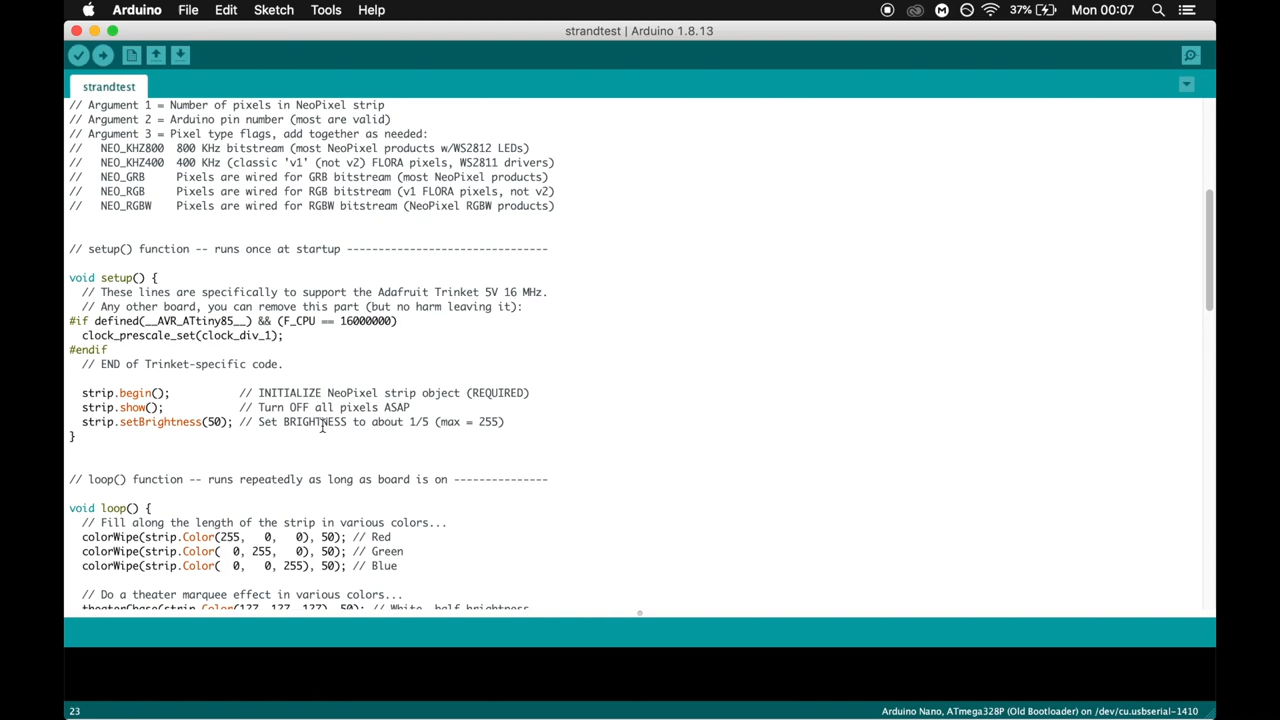 Arduino File Edit Sketch Tools Help 37% Mon 00:07
strandtest | Arduino 1.8.13
strandtest
// Argument 1 = Number of pixels in NeoPixel strip
// Argument 2 = Arduino pin number (most are valid)
// Argument 3 = Pixel type flags, add together as needed:
//   NEO_KHZ800  800 KHz bitstream (most NeoPixel products w/WS2812 LEDs)
//   NEO_KHZ400  400 KHz (classic 'v1' (not v2) FLORA pixels, WS2811 drivers)
//   NEO_GRB     Pixels are wired for GRB bitstream (most NeoPixel products)
//   NEO_RGB     Pixels are wired for RGB bitstream (v1 FLORA pixels, not v2)
//   NEO_RGBW    Pixels are wired for RGBW bitstream (NeoPixel RGBW products)
// setup() function -- runs once at startup --------------------------------
void setup() {
  // These lines are specifically to support the Adafruit Trinket 5V 16 MHz.
  // Any other board, you can remove this part (but no harm leaving it):
#if defined(__AVR_ATtiny85__) && (F_CPU == 16000000)
  clock_prescale_set(clock_div_1);
#endif
  // END of Trinket-specific code.
  strip.begin();           // INITIALIZE NeoPixel strip object (REQUIRED)
  strip.show();            // Turn OFF all pixels ASAP
  strip.setBrightness(50); // Set BRIGHTNESS to about 1/5 (max = 255)
}
// loop() function -- runs repeatedly as long as board is on ---------------
void loop() {
  // Fill along the length of the strip in various colors...
  colorWipe(strip.Color(255,   0,   0), 50); // Red
  colorWipe(strip.Color(  0, 255,   0), 50); // Green
  colorWipe(strip.Color(  0,   0, 255), 50); // Blue
  // Do a theater marquee effect in various colors...
  theaterChase(strip.Color(127, 127, 127), 50); // White, half brightness
23 Arduino Nano, ATmega328P (Old Bootloader) on /dev/cu.usbserial-1410